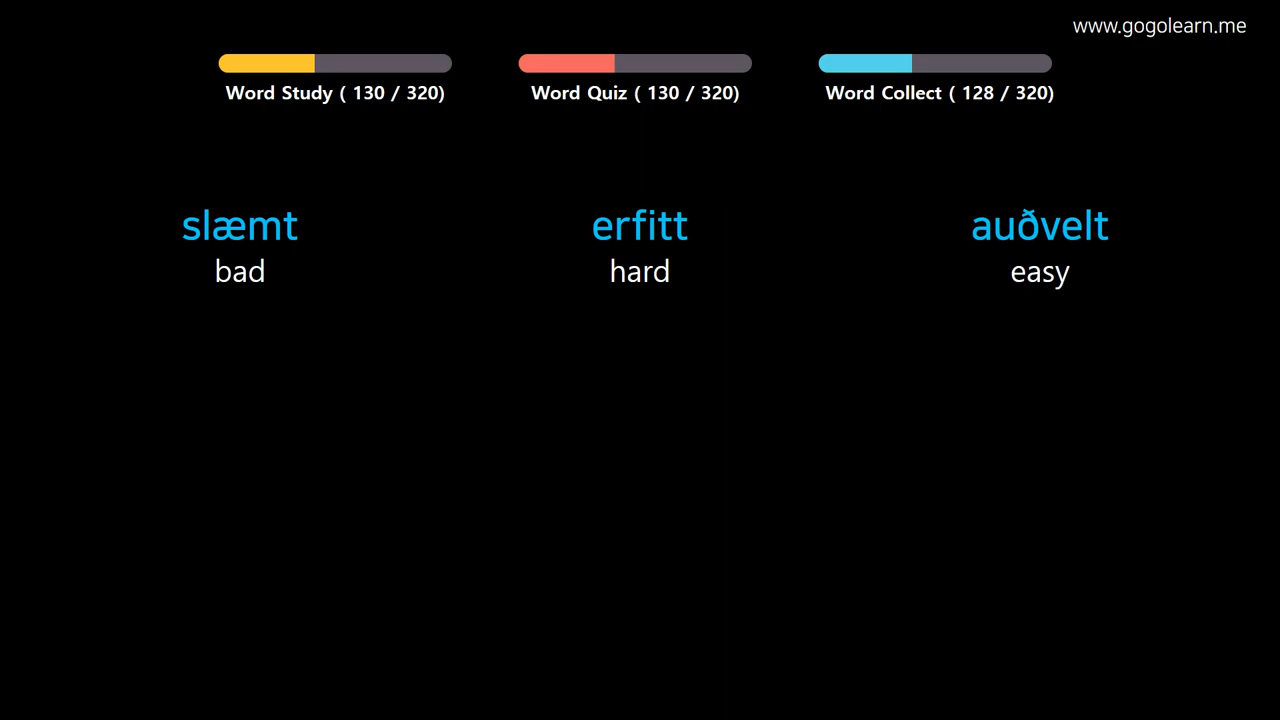 www.gogolearn.me
Word Study ( 130 / 320)
Word Quiz ( 130 / 320)
Word Collect ( 128 / 320)
slæmt
bad
erfitt
hard
auðvelt
easy